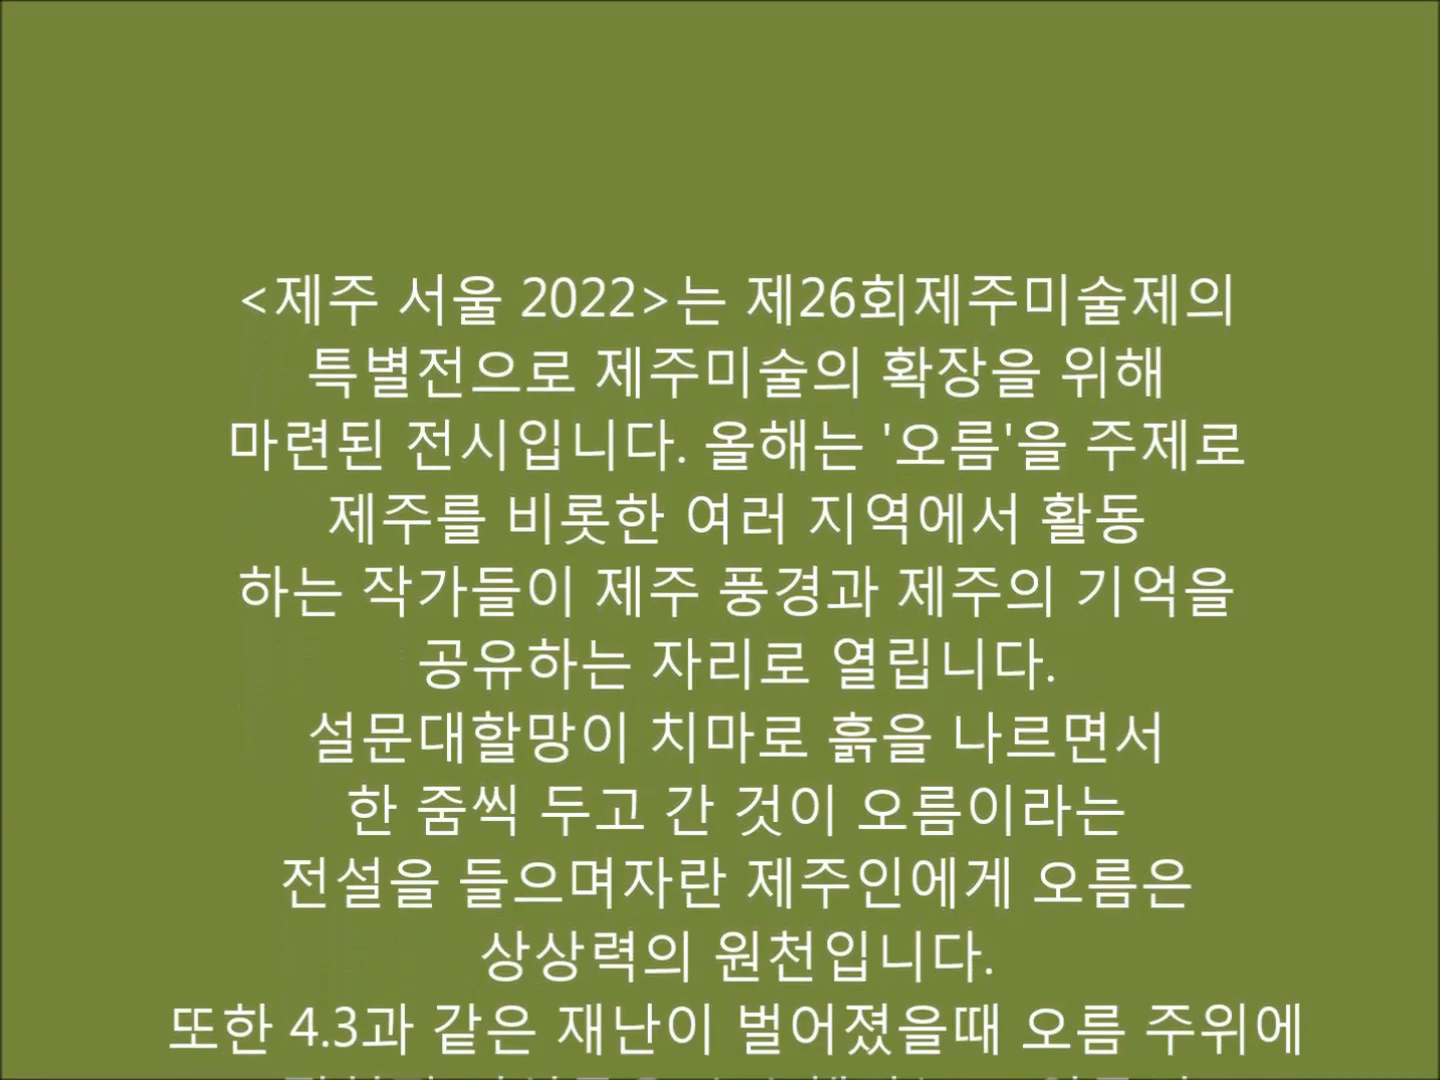 <제주 서울 2022>는 제26회제주미술제의
특별전으로 제주미술의 확장을 위해
마련된 전시입니다. 올해는 '오름'을 주제로
제주를 비롯한 여러 지역에서 활동
하는 작가들이 제주 풍경과 제주의 기억을
공유하는 자리로 열립니다.
설문대할망이 치마로 흙을 나르면서
한 줌씩 두고 간 것이 오름이라는
전설을 들으며자란 제주인에게 오름은
상상력의 원천입니다.
또한 4.3과 같은 재난이 벌어졌을때 오름 주위에